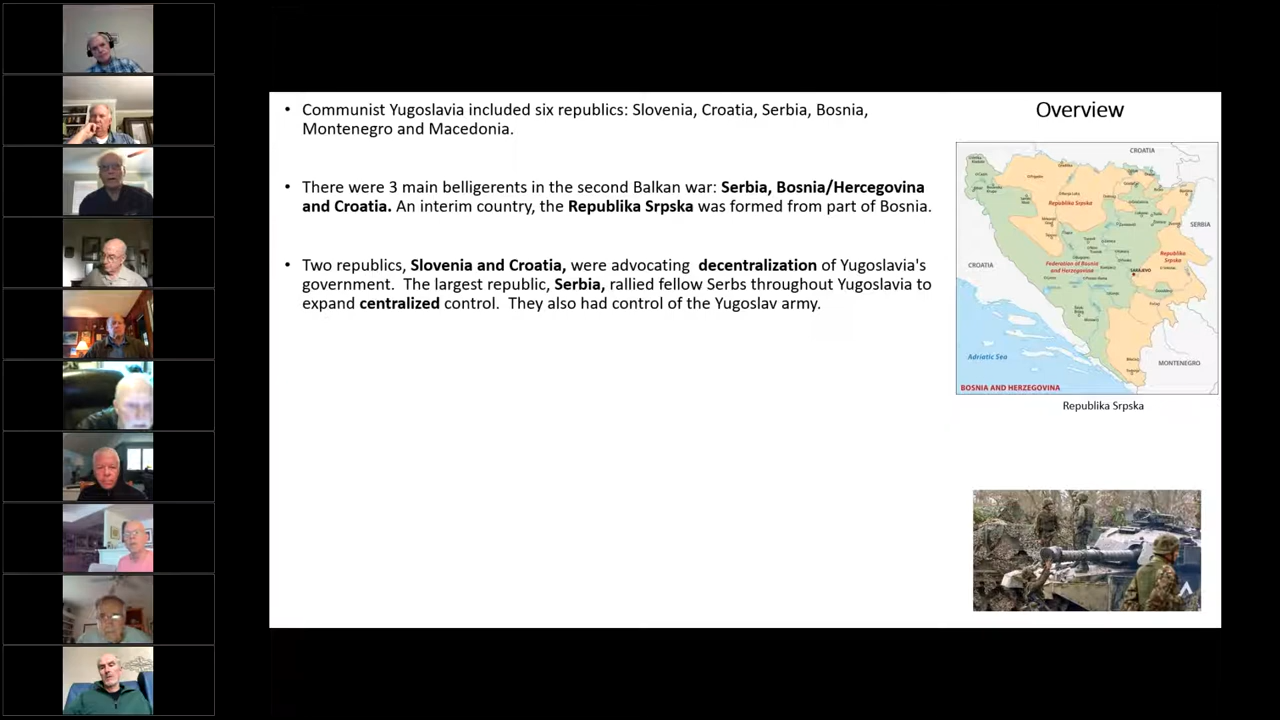 Overview
• Communist Yugoslavia included six republics: Slovenia, Croatia, Serbia, Bosnia,
Montenegro and Macedonia.
• There were 3 main belligerents in the second Balkan war: Serbia, Bosnia/Hercegovina
and Croatia. An interim country, the Republika Srpska was formed from part of Bosnia.
• Two republics, Slovenia and Croatia, were advocating decentralization of Yugoslavia's
government. The largest republic, Serbia, rallied fellow Serbs throughout Yugoslavia to
expand centralized control. They also had control of the Yugoslav army.
CROATIA
Republika Srpska
SERBIA
Republika
Srpska
CROATIA
Federation of Bosnia
and Herzegovina
SARAJEVO
Adriatic Sea
MONTENEGRO
BOSNIA AND HERZEGOVINA
Republika Srpska